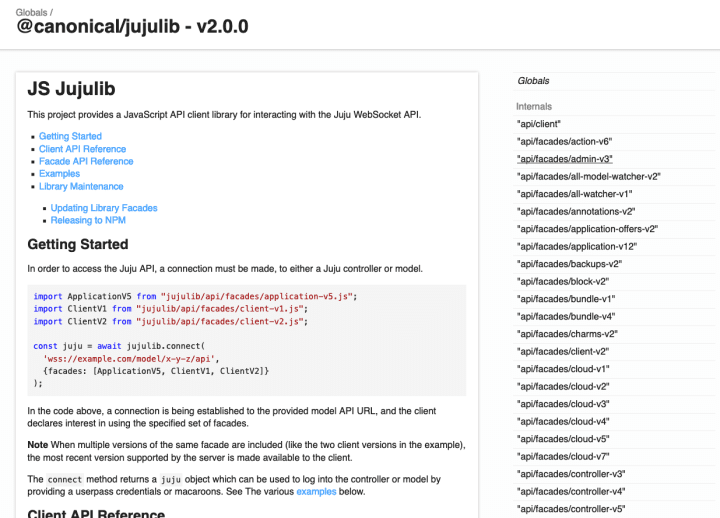 Globals /
@canonical/jujulib - v2.0.0
JS Jujulib
This project provides a JavaScript API client library for interacting with the Juju WebSocket API.
Getting Started
Client API Reference
Facade API Reference
Examples
Library Maintenance
Updating Library Facades
Releasing to NPM
Getting Started
In order to access the Juju API, a connection must be made, to either a Juju controller or model.
import ApplicationV5 from "jujulib/api/facades/application-v5.js";
import ClientV1 from "jujulib/api/facades/client-v1.js";
import ClientV2 from "jujulib/api/facades/client-v2.js";
const juju = await jujulib.connect(
'wss://example.com/model/x-y-z/api',
{facades: [ApplicationV5, ClientV1, ClientV2]}
);
In the code above, a connection is being established to the provided model API URL, and the client
declares interest in using the specified set of facades.
Note When multiple versions of the same facade are included (like the two client versions in the example),
the most recent version supported by the server is made available to the client.
The connect method returns a juju object which can be used to log into the controller or model by
providing a userpass credentials or macaroons. See The various examples below.
Client API Reference
Globals
Internals
"api/client"
"api/facades/action-v6"
"api/facades/admin-v3"
"api/facades/all-model-watcher-v2"
"api/facades/all-watcher-v1"
"api/facades/annotations-v2"
"api/facades/application-offers-v2"
"api/facades/application-v12"
"api/facades/backups-v2"
"api/facades/block-v2"
"api/facades/bundle-v1"
"api/facades/bundle-v4"
"api/facades/charms-v2"
"api/facades/client-v2"
"api/facades/cloud-v1"
"api/facades/cloud-v2"
"api/facades/cloud-v3"
"api/facades/cloud-v4"
"api/facades/cloud-v5"
"api/facades/cloud-v7"
"api/facades/controller-v3"
"api/facades/controller-v4"
"api/facades/controller-v5"